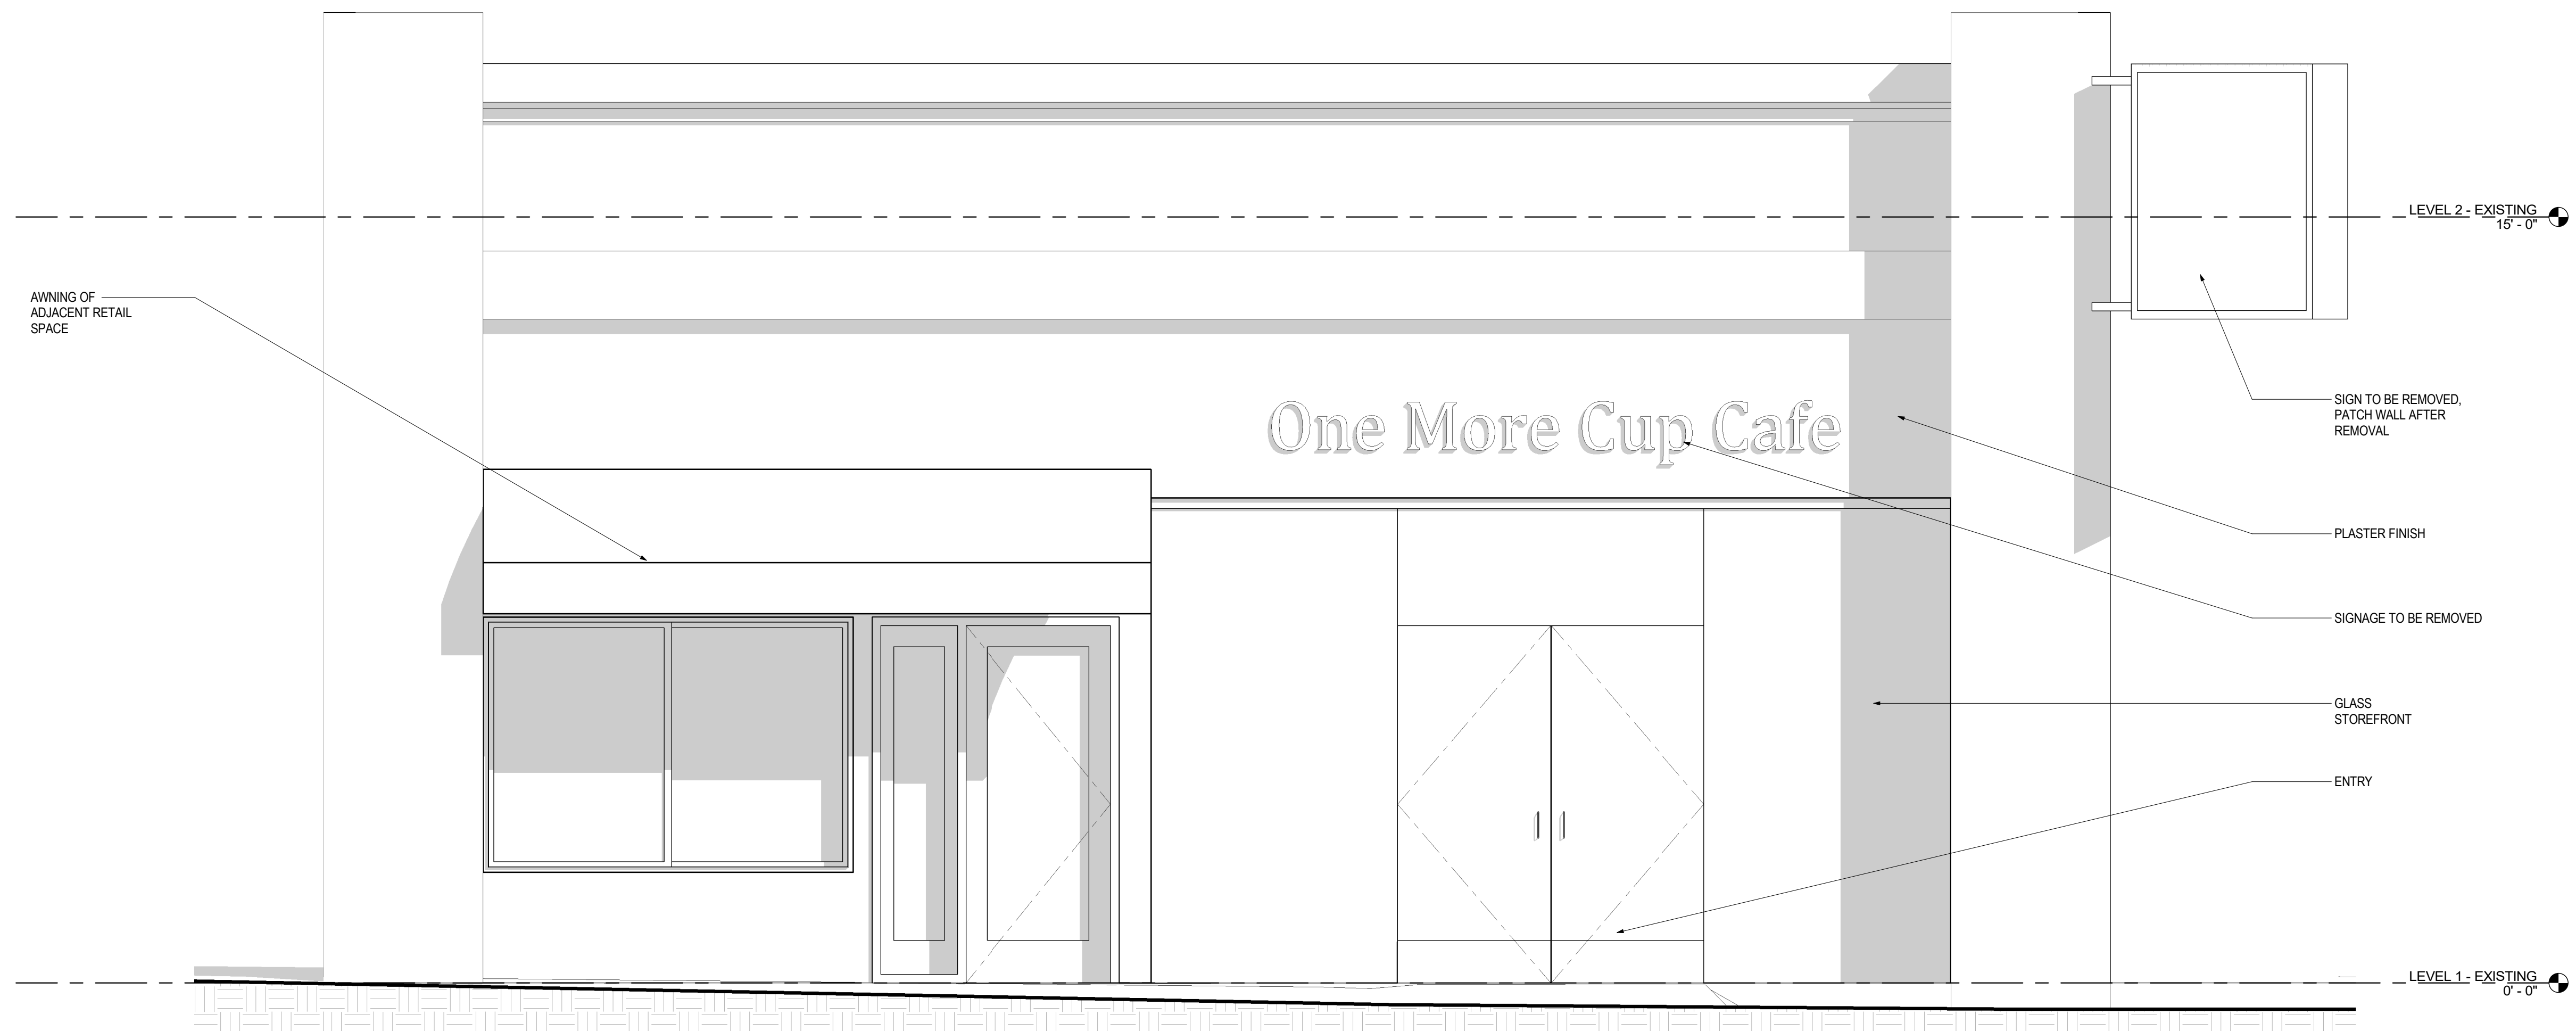 LEVEL 2 - EXISTING
15' - 0"
AWNING OF
ADJACENT RETAIL
SPACE
One More Cup Cafe
SIGN TO BE REMOVED,
PATCH WALL AFTER
REMOVAL
PLASTER FINISH
SIGNAGE TO BE REMOVED
GLASS
STOREFRONT
ENTRY
LEVEL 1 - EXISTING
0' - 0"